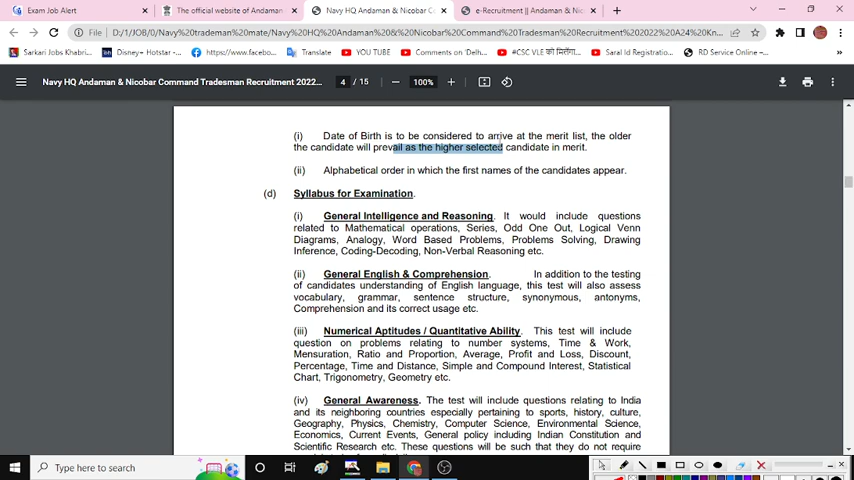 Exam Job Alert
The official website of Andaman
Navy HQ Andaman & Nicobar C
e-Recruitment || Andaman & Nic
File D:/1/JOB/0/Navy%20trademan%20mate/Navy%20HQ%20Andaman%20&%20Nicobar%20Command%20Tradesman%20Recruitment%202022%20A24%20Kn...
Sarkari Jobs Khabri...
Disney+ Hotstar -...
https://www.facebo...
Translate
YOU TUBE
Comments on 'Delh...
#CSC VLE को मिलेगा...
Saral Id Registratio...
RD Service Online -...
Navy HQ Andaman & Nicobar Command Tradesman Recruitment 2022...
4 / 15
100%
(i) Date of Birth is to be considered to arrive at the merit list, the older
the candidate will prevail as the higher selected candidate in merit.
(ii) Alphabetical order in which the first names of the candidates appear.
(d) Syllabus for Examination.
(i) General Intelligence and Reasoning. It would include questions
related to Mathematical operations, Series, Odd One Out, Logical Venn
Diagrams, Analogy, Word Based Problems, Problems Solving, Drawing
Inference, Coding-Decoding, Non-Verbal Reasoning etc.
(ii) General English & Comprehension. In addition to the testing
of candidates understanding of English language, this test will also assess
vocabulary, grammar, sentence structure, synonymous, antonyms,
Comprehension and its correct usage etc.
(iii) Numerical Aptitudes / Quantitative Ability. This test will include
question on problems relating to number systems, Time & Work,
Mensuration, Ratio and Proportion, Average, Profit and Loss, Discount,
Percentage, Time and Distance, Simple and Compound Interest, Statistical
Chart, Trigonometry, Geometry etc.
(iv) General Awareness. The test will include questions relating to India
and its neighboring countries especially pertaining to sports, history, culture,
Geography, Physics, Chemistry, Computer Science, Environmental Science,
Economics, Current Events, General policy including Indian Constitution and
Scientific Research etc. These questions will be such that they do not require
Type here to search